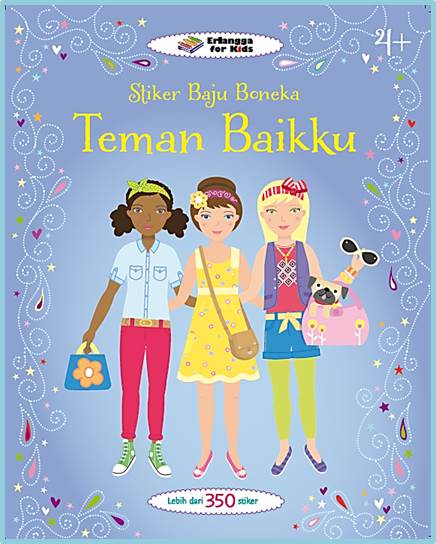 Erlangga
for Kids
4+
Stiker Baju Boneka
Teman Baikku
Lebih dari 350 stiker